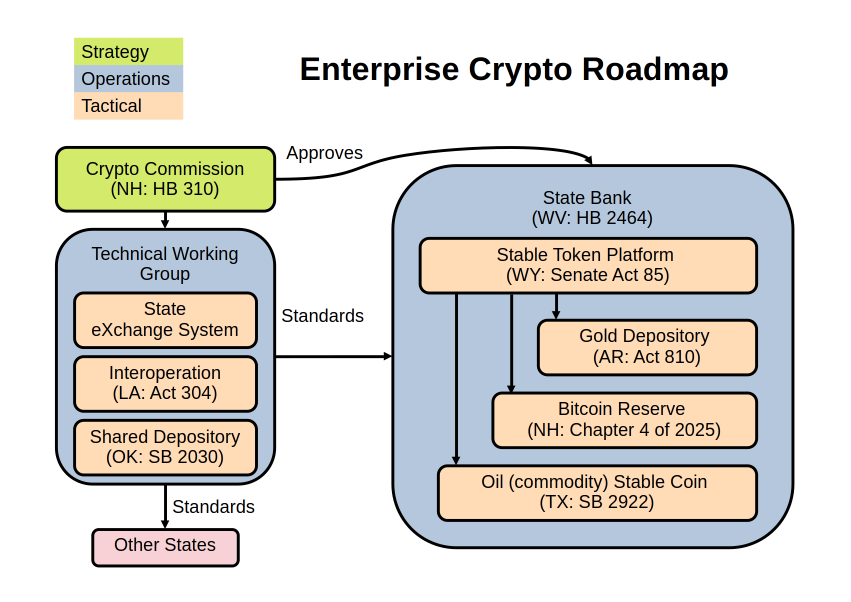 Strategy
Operations
Tactical
Enterprise Crypto Roadmap
Crypto Commission
(NH: HB 310)
Approves
Technical Working
Group
State
eXchange System
Interoperation
(LA: Act 304)
Shared Depository
(OK: SB 2030)
Standards
Standards
Other States
State Bank
(WV: HB 2464)
Stable Token Platform
(WY: Senate Act 85)
Gold Depository
(AR: Act 810)
Bitcoin Reserve
(NH: Chapter 4 of 2025)
Oil (commodity) Stable Coin
(TX: SB 2922)